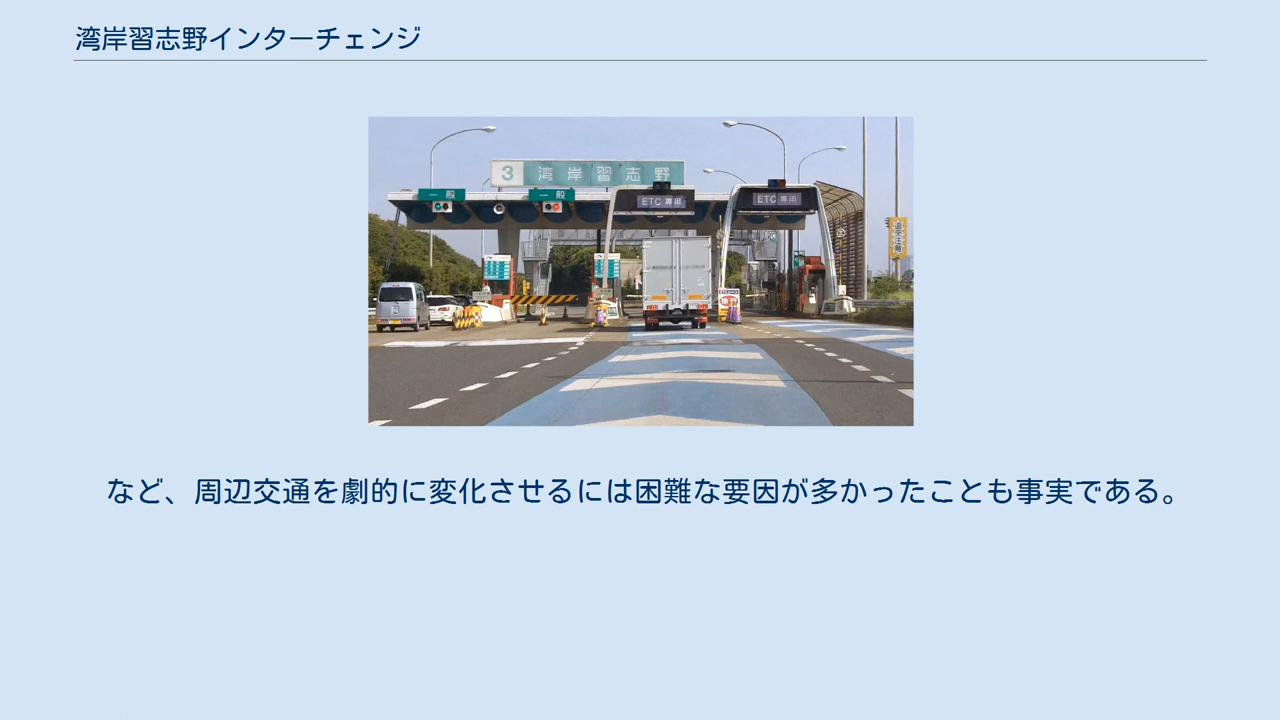 湾岸習志野インターチェンジ
3 湾岸習志野
一般
一般
ETC 専用
ETC 専用
など、周辺交通を劇的に変化させるには困難な要因が多かったことも事実である。